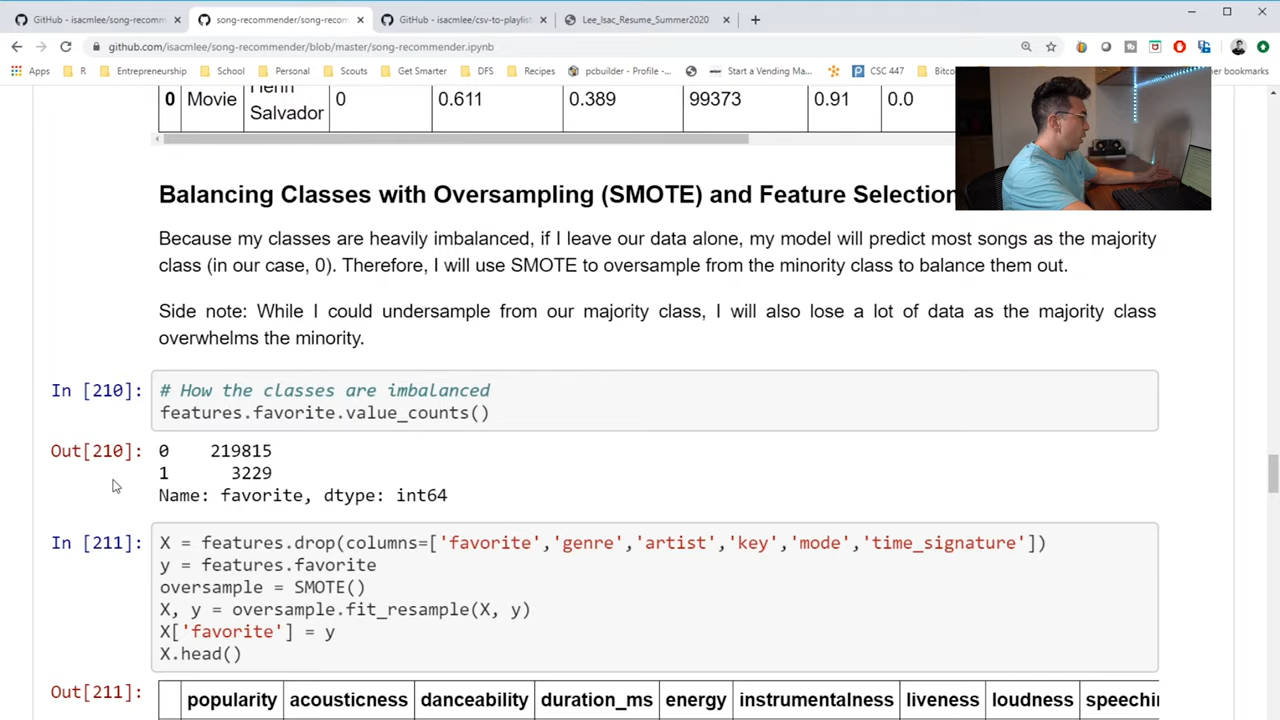 GitHub - isacmlee/song-recomm
song-recommender/song-recomm
GitHub - isacmlee/csv-to-playlist
Lee_Isac_Resume_Summer2020
github.com/isacmlee/song-recommender/blob/master/song-recommender.ipynb
Apps R Entrepreneurship School Personal Scouts Get Smarter DFS Recipes pcbuilder - Profile -... Start a Vending Ma... CSC 447 Bitco her bookmarks
0 Movie Henri Salvador 0 0.611 0.389 99373 0.91 0.0
Balancing Classes with Oversampling (SMOTE) and Feature Selection
Because my classes are heavily imbalanced, if I leave our data alone, my model will predict most songs as the majority
class (in our case, 0). Therefore, I will use SMOTE to oversample from the minority class to balance them out.
Side note: While I could undersample from our majority class, I will also lose a lot of data as the majority class
overwhelms the minority.
In [210]: # How the classes are imbalanced
features.favorite.value_counts()
Out[210]: 0 219815
1 3229
Name: favorite, dtype: int64
In [211]: X = features.drop(columns=['favorite','genre','artist','key','mode','time_signature'])
y = features.favorite
oversample = SMOTE()
X, y = oversample.fit_resample(X, y)
X['favorite'] = y
X.head()
Out[211]: popularity acousticness danceability duration_ms energy instrumentalness liveness loudness speechi